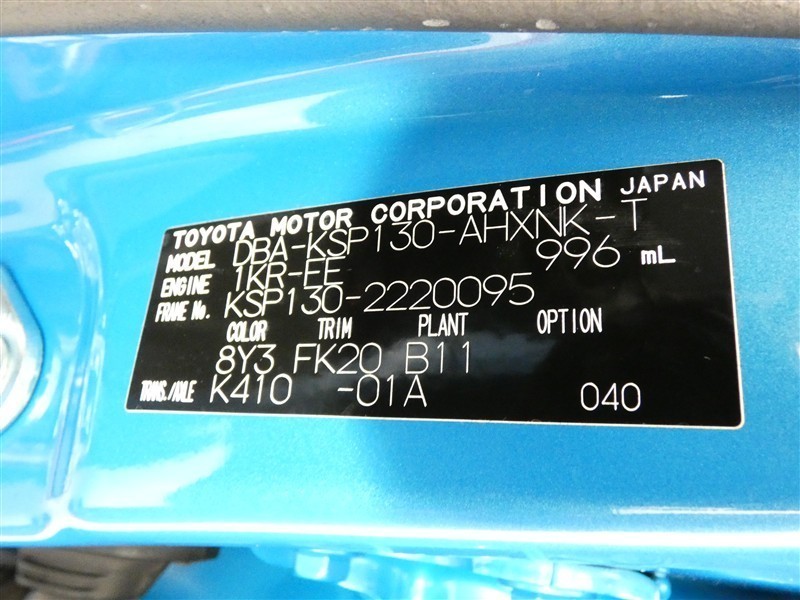 TOYOTA MOTOR CORPORATION JAPAN
MODEL DBA-KSP130-AHXNK-T
ENGINE 1KR-EE 996 mL
FRAME No. KSP130-2220095
COLOR TRIM PLANT OPTION
8Y3 FK20 B11
TRANS./AXLE K410 -01A 040